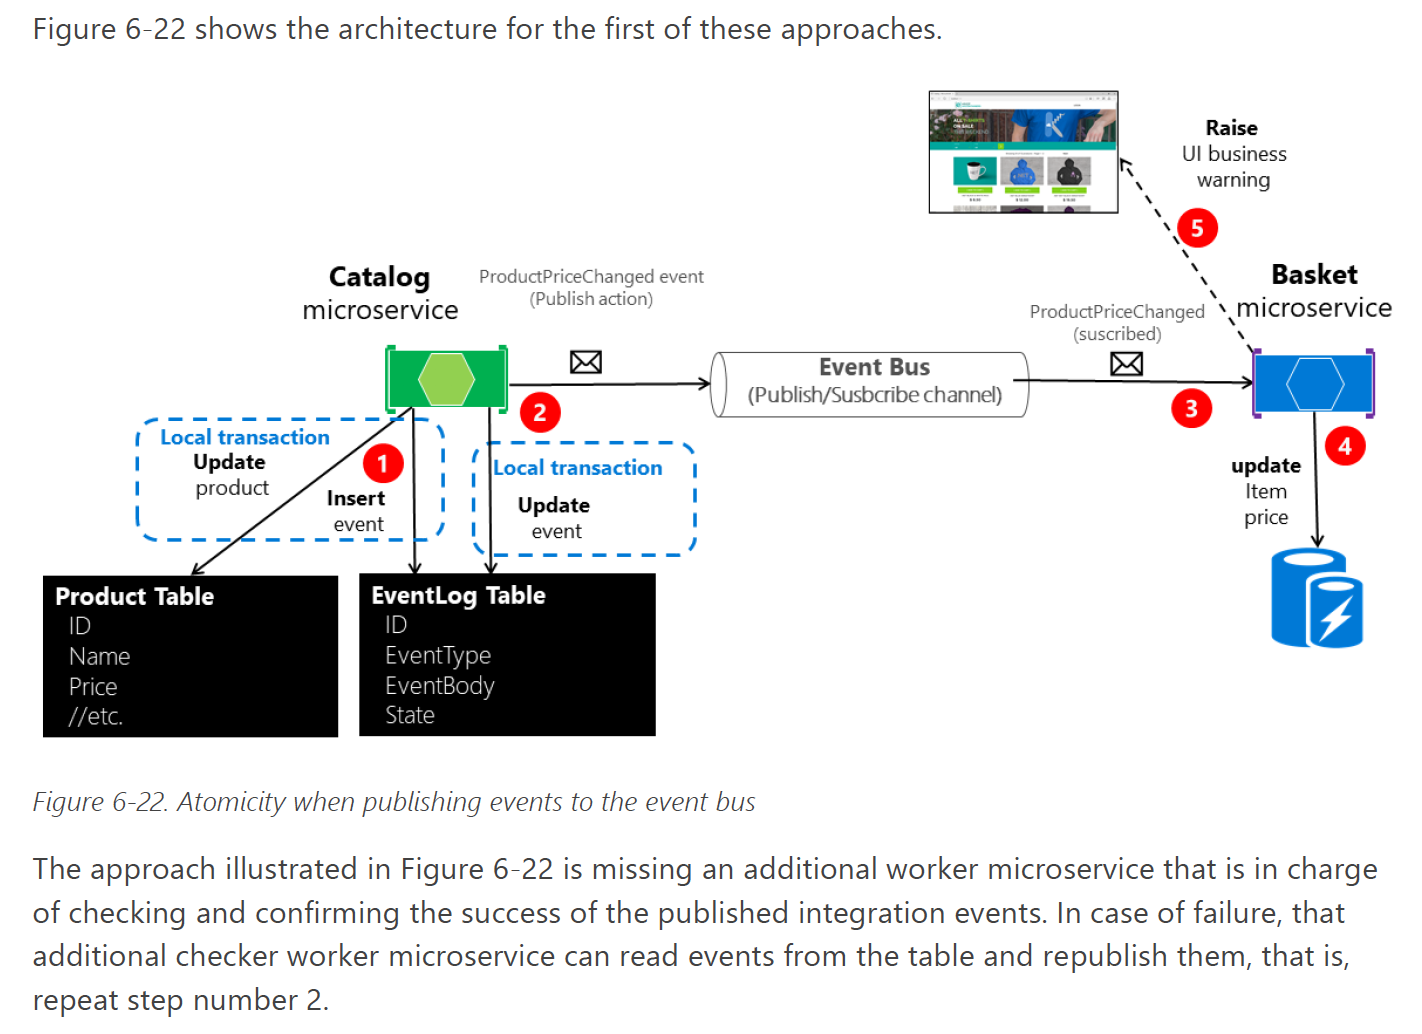 Figure 6-22 shows the architecture for the first of these approaches.
ALL T-SHIRTS
ON SALE
Raise
UI business
warning
5
Catalog
microservice
ProductPriceChanged event
(Publish action)
Basket
microservice
ProductPriceChanged
(suscribed)
Event Bus
(Publish/Susbcribe channel)
2
3
4
Local transaction
Update
product
1
Insert
event
Local transaction
Update
event
update
Item
price
Product Table
ID
Name
Price
//etc.
EventLog Table
ID
EventType
EventBody
State
Figure 6-22. Atomicity when publishing events to the event bus
The approach illustrated in Figure 6-22 is missing an additional worker microservice that is in charge
of checking and confirming the success of the published integration events. In case of failure, that
additional checker worker microservice can read events from the table and republish them, that is,
repeat step number 2.